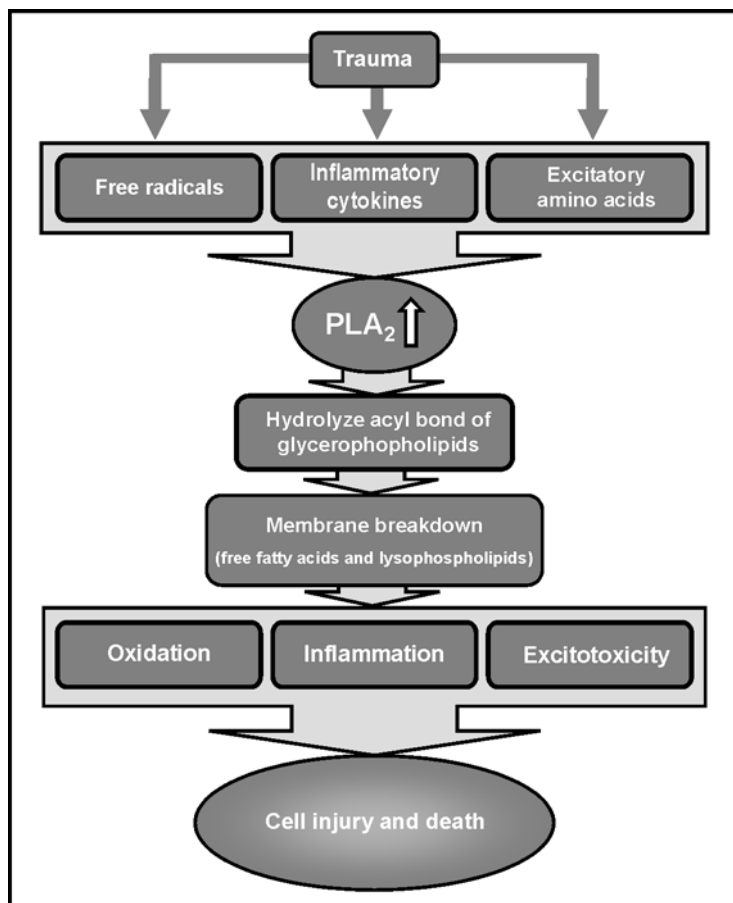 Trauma
Free radicals
Inflammatory
cytokines
Excitatory
amino acids
PLA₂
Hydrolyze acyl bond of
glycerophopholipids
Membrane breakdown
(free fatty acids and lysophospholipids)
Oxidation
Inflammation
Excitotoxicity
Cell injury and death